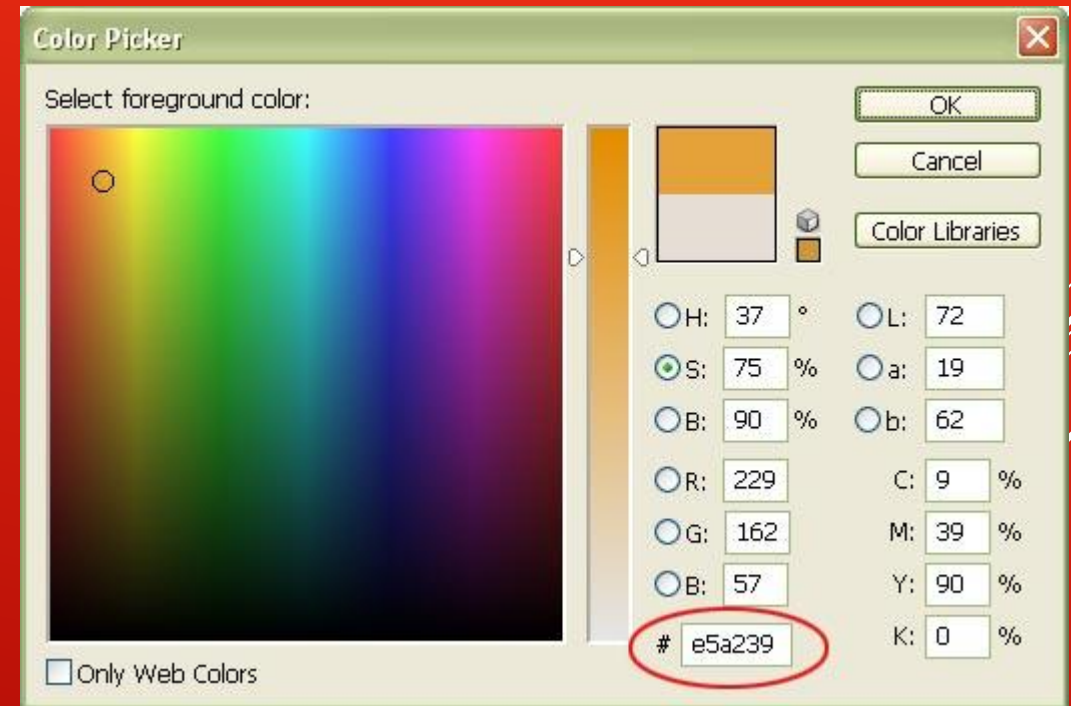 Color Picker
Select foreground color:
OK
Cancel
Color Libraries
H: 37 °
L: 72
S: 75 %
a: 19
B: 90 %
b: 62
R: 229
C: 9 %
G: 162
M: 39 %
B: 57
Y: 90 %
# e5a239
K: 0 %
Only Web Colors